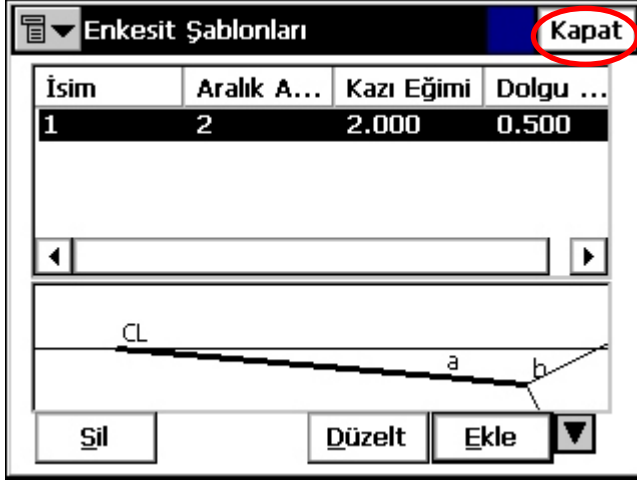 Enkesit Şablonları Kapat
İsim Aralık A... Kazı Eğimi Dolgu ...
1 2 2.000 0.500
CL
a b
Sil Düzelt Ekle